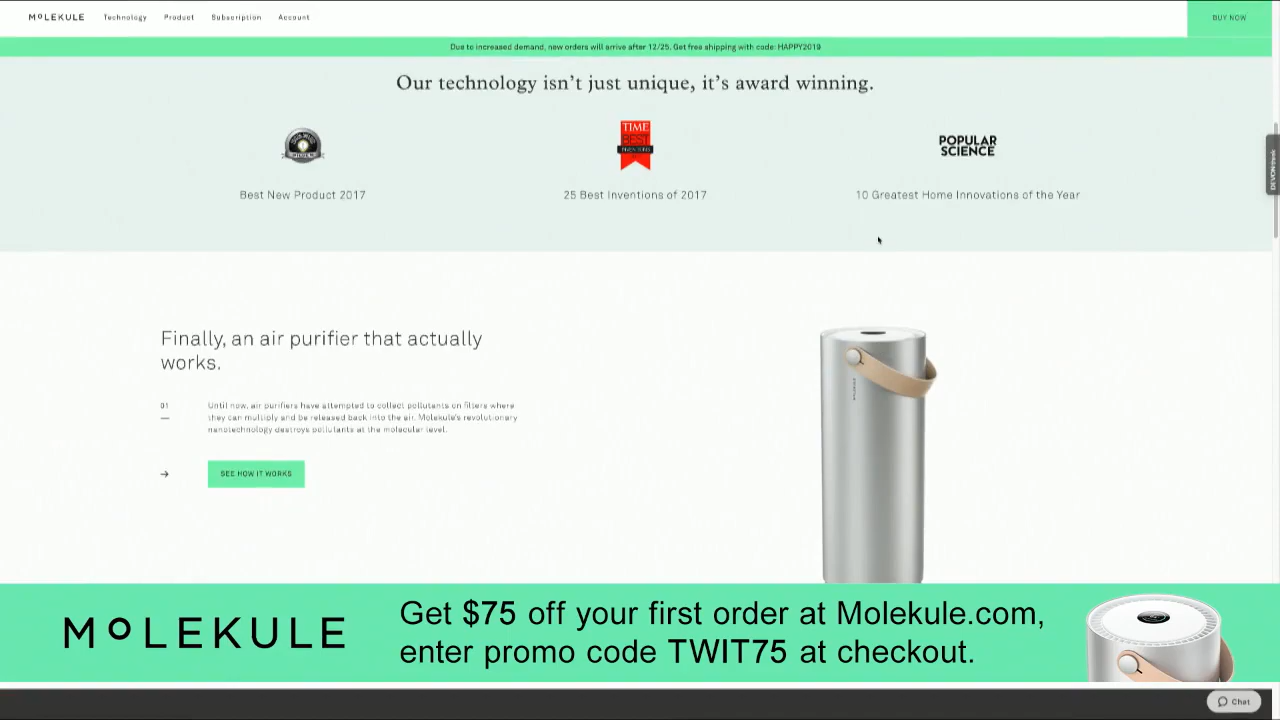 MOLEKULE Technology Product Subscription Account BUY NOW
Due to increased demand, new orders will arrive after 12/25. Get free shipping with code: HAPPY2019
Our technology isn't just unique, it's award winning.
TIME
BEST
INVENTIONS
POPULAR
SCIENCE
Best New Product 2017 25 Best Inventions of 2017 10 Greatest Home Innovations of the Year
Finally, an air purifier that actually
works.
01 Until now, air purifiers have attempted to collect pollutants on filters where
they can multiply and be released back into the air. Molekule's revolutionary
nanotechnology destroys pollutants at the molecular level.
→ SEE HOW IT WORKS
MOLEKULE
Get $75 off your first order at Molekule.com,
enter promo code TWIT75 at checkout.
Chat